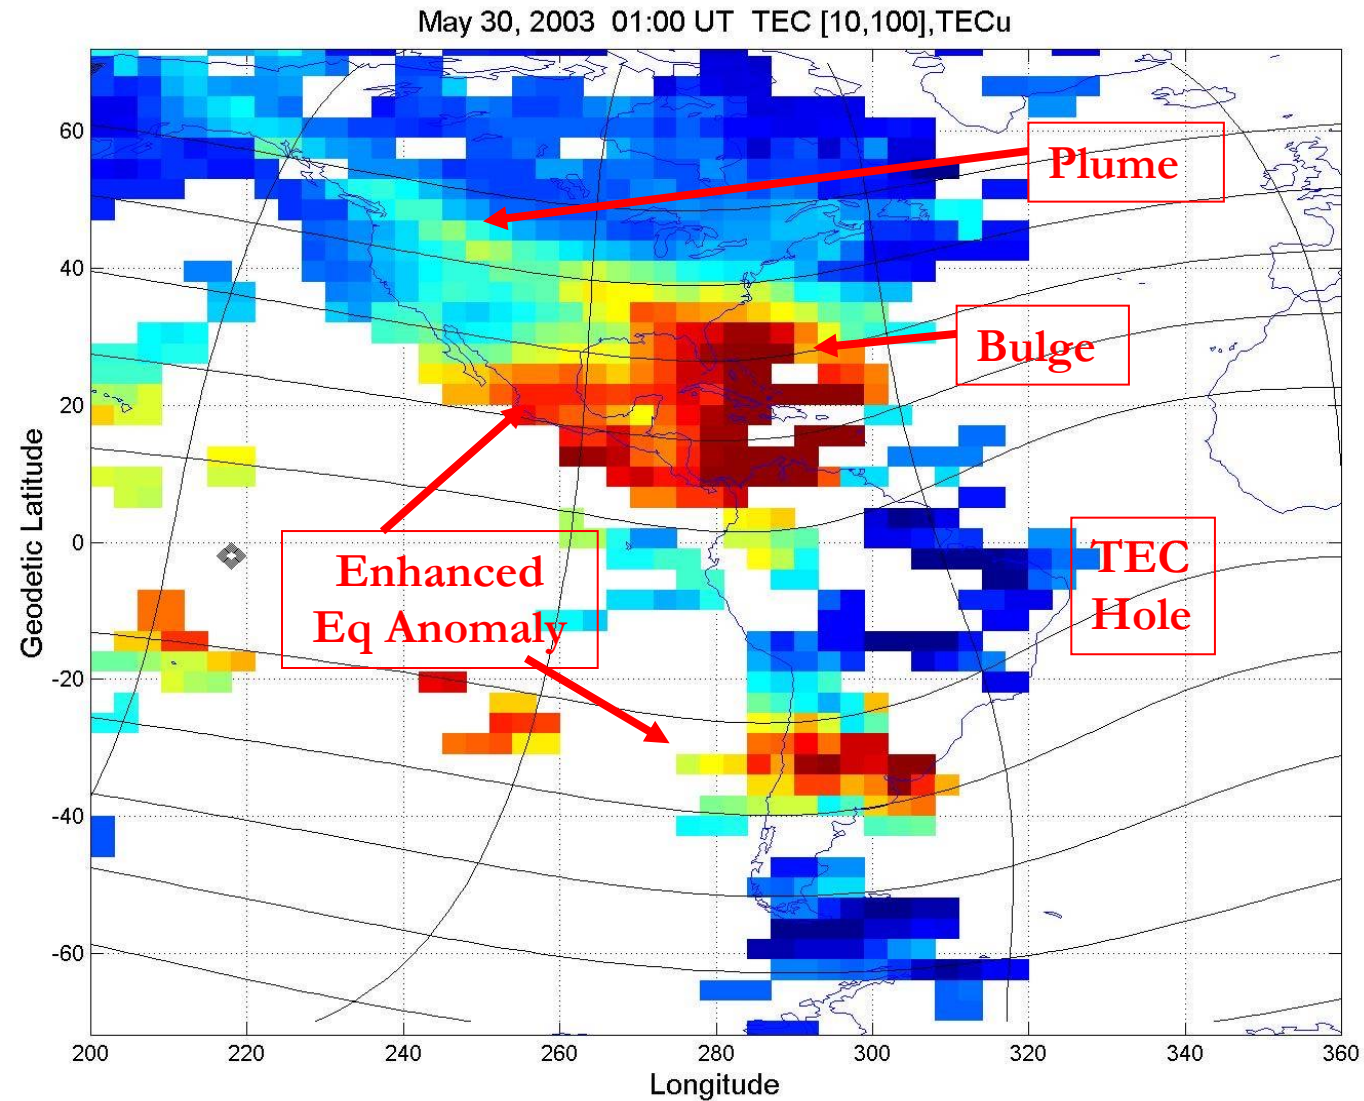 May 30, 2003 01:00 UT TEC [10,100],TECu
Plume
Bulge
TEC
Hole
Enhanced
Eq Anomaly
Geodetic Latitude
60
40
20
0
-20
-40
-60
200 220 240 260 280 300 320 340 360
Longitude